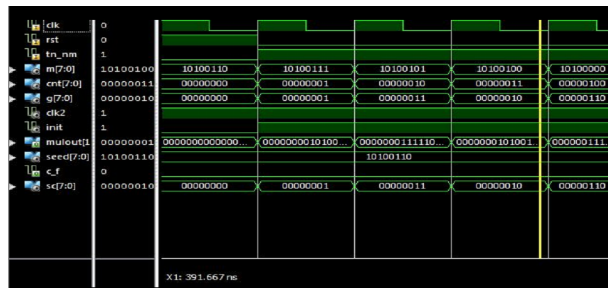 clk 0
rst 0
tn_nm 1
m[7:0] 10100100 10100110 10100111 10100101 10100100 10100000
cnt[7:0] 00000011 00000000 00000001 00000010 00000011 00000100
g[7:0] 00000010 00000000 00000001 00000011 00000010 00000110
clk2 1
init 1
mulout[1 00000001 0000000000000... 0000000010100... 0000000111110... 0000000101001... 000000111.
seed[7:0] 10100110 10100110
c_f 0
sc[7:0] 00000010 00000000 00000001 00000011 00000010 00000110
X1: 391.667 ns